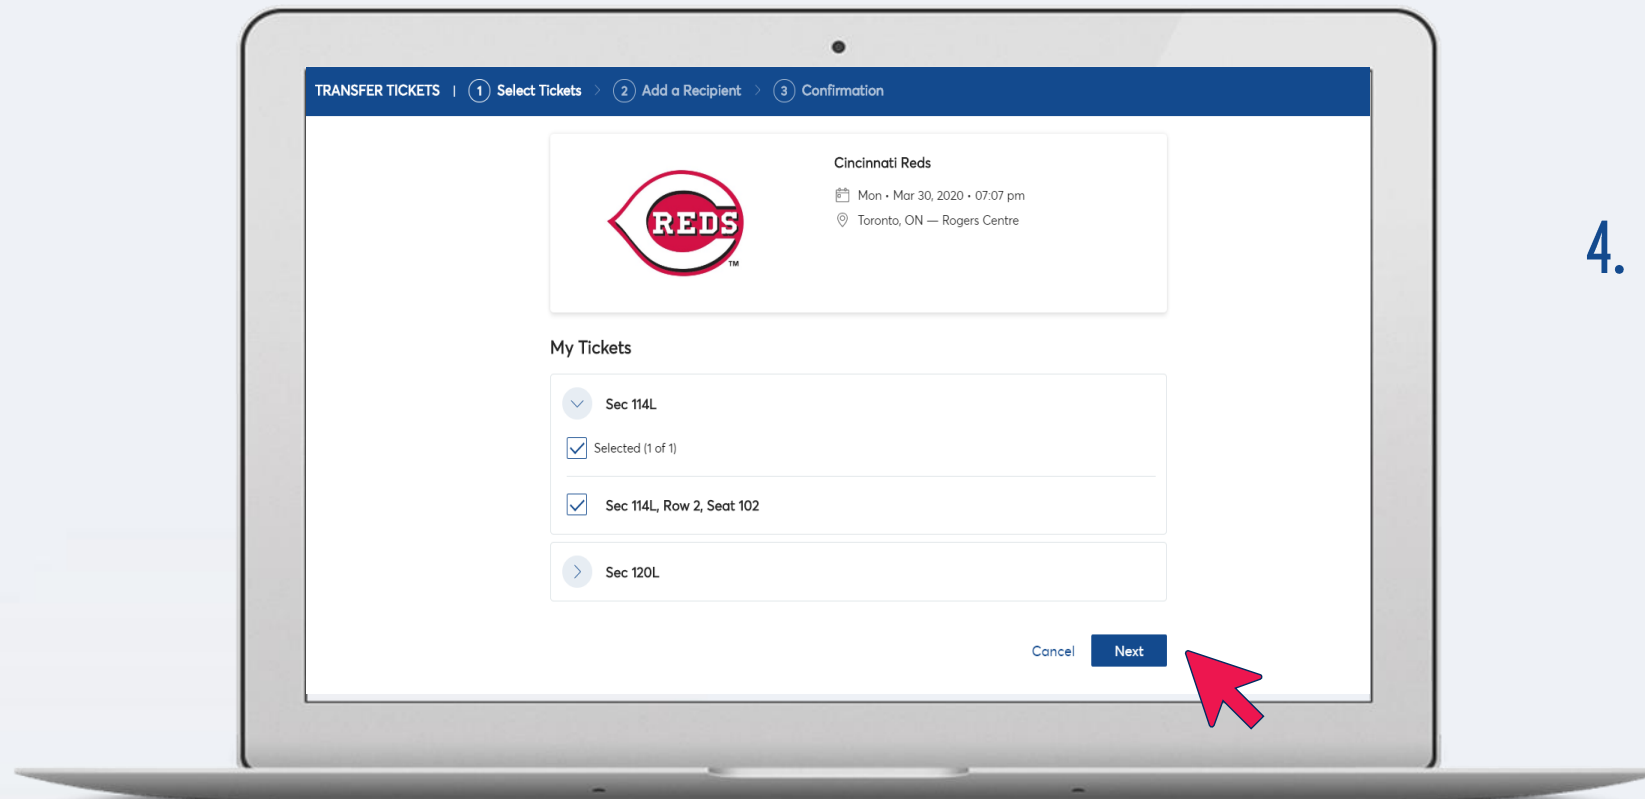 TRANSFER TICKETS | 1 Select Tickets > 2 Add a Recipient > 3 Confirmation
REDS
TM
Cincinnati Reds
Mon • Mar 30, 2020 • 07:07 pm
Toronto, ON — Rogers Centre
4.
My Tickets
Sec 114L
Selected (1 of 1)
Sec 114L, Row 2, Seat 102
Sec 120L
Cancel Next